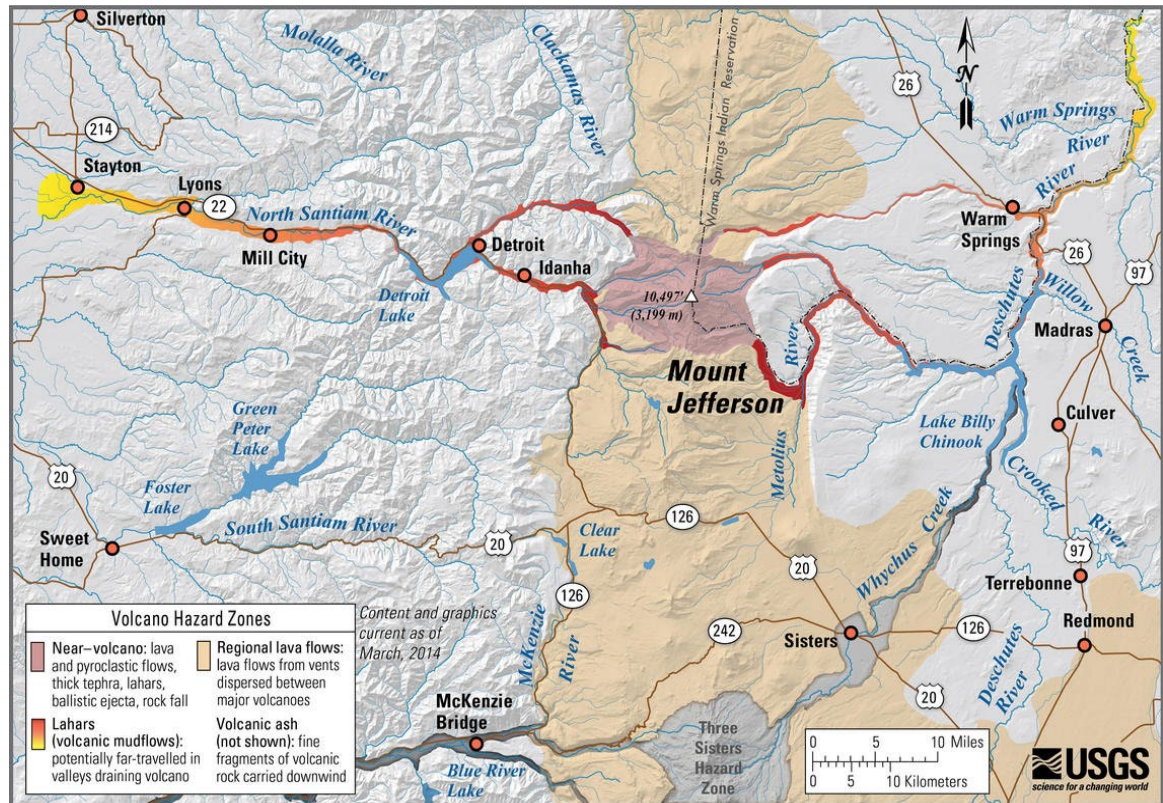 Silverton
Molalla River
Clackamas River
Warm Springs Indian Reservation
N
26
Warm Springs
River
214
Stayton
Lyons
22
North Santiam River
Mill City
Detroit
Idanha
Detroit
Lake
10,497'
(3,199 m)
Mount
Jefferson
River
Metolius
Warm
Springs
River
Deschutes
26
97
Willow
Creek
Madras
Culver
Lake Billy
Chinook
Crooked
River
Green
Peter
Lake
Foster
Lake
20
Sweet
Home
South Santiam River
20
Clear
Lake
126
126
20
Whychus
Creek
97
Terrebonne
Redmond
126
Sisters
242
20
Deschutes
River
McKenzie
River
McKenzie
Bridge
Blue River
Lake
Three
Sisters
Hazard
Zone
Content and graphics
current as of
March, 2014
Volcano Hazard Zones
Near–volcano: lava
and pyroclastic flows,
thick tephra, lahars,
ballistic ejecta, rock fall
Lahars
(volcanic mudflows):
potentially far-travelled in
valleys draining volcano
Regional lava flows:
lava flows from vents
dispersed between
major volcanoes
Volcanic ash
(not shown): fine
fragments of volcanic
rock carried downwind
0 5 10 Miles
0 5 10 Kilometers
USGS
science for a changing world